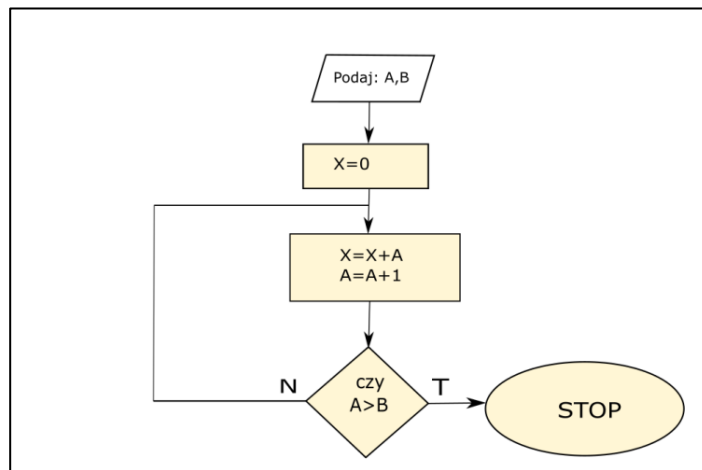 Podaj: A,B
X=0
X=X+A
A=A+1
czy
A>B
N
T
STOP